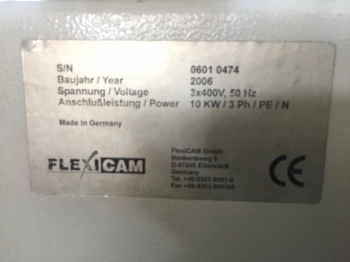 S/N 0601 0474
Baujahr / Year 2006
Spannung / Voltage 3x400V, 50 Hz
Anschlußleistung / Power 10 KW / 3 Ph / PE / N
Made in Germany
FLEXICAM
FlexiCAM GmbH
D-67246
Germany
CE